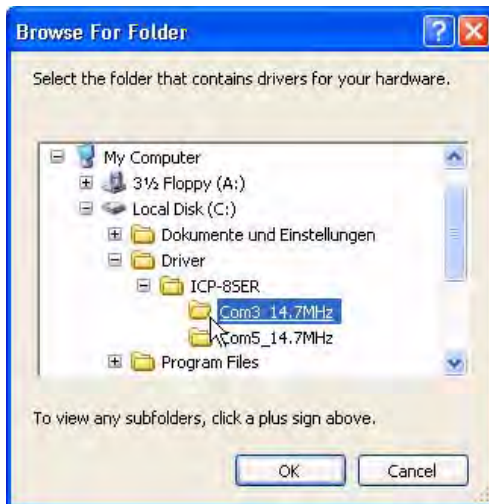 Browse For Folder
Select the folder that contains drivers for your hardware.
My Computer
3½ Floppy (A:)
Local Disk (C:)
Dokumente und Einstellungen
Driver
ICP-8SER
Com3_14.7MHz
Com5_14.7MHz
Program Files
To view any subfolders, click a plus sign above.
OK Cancel